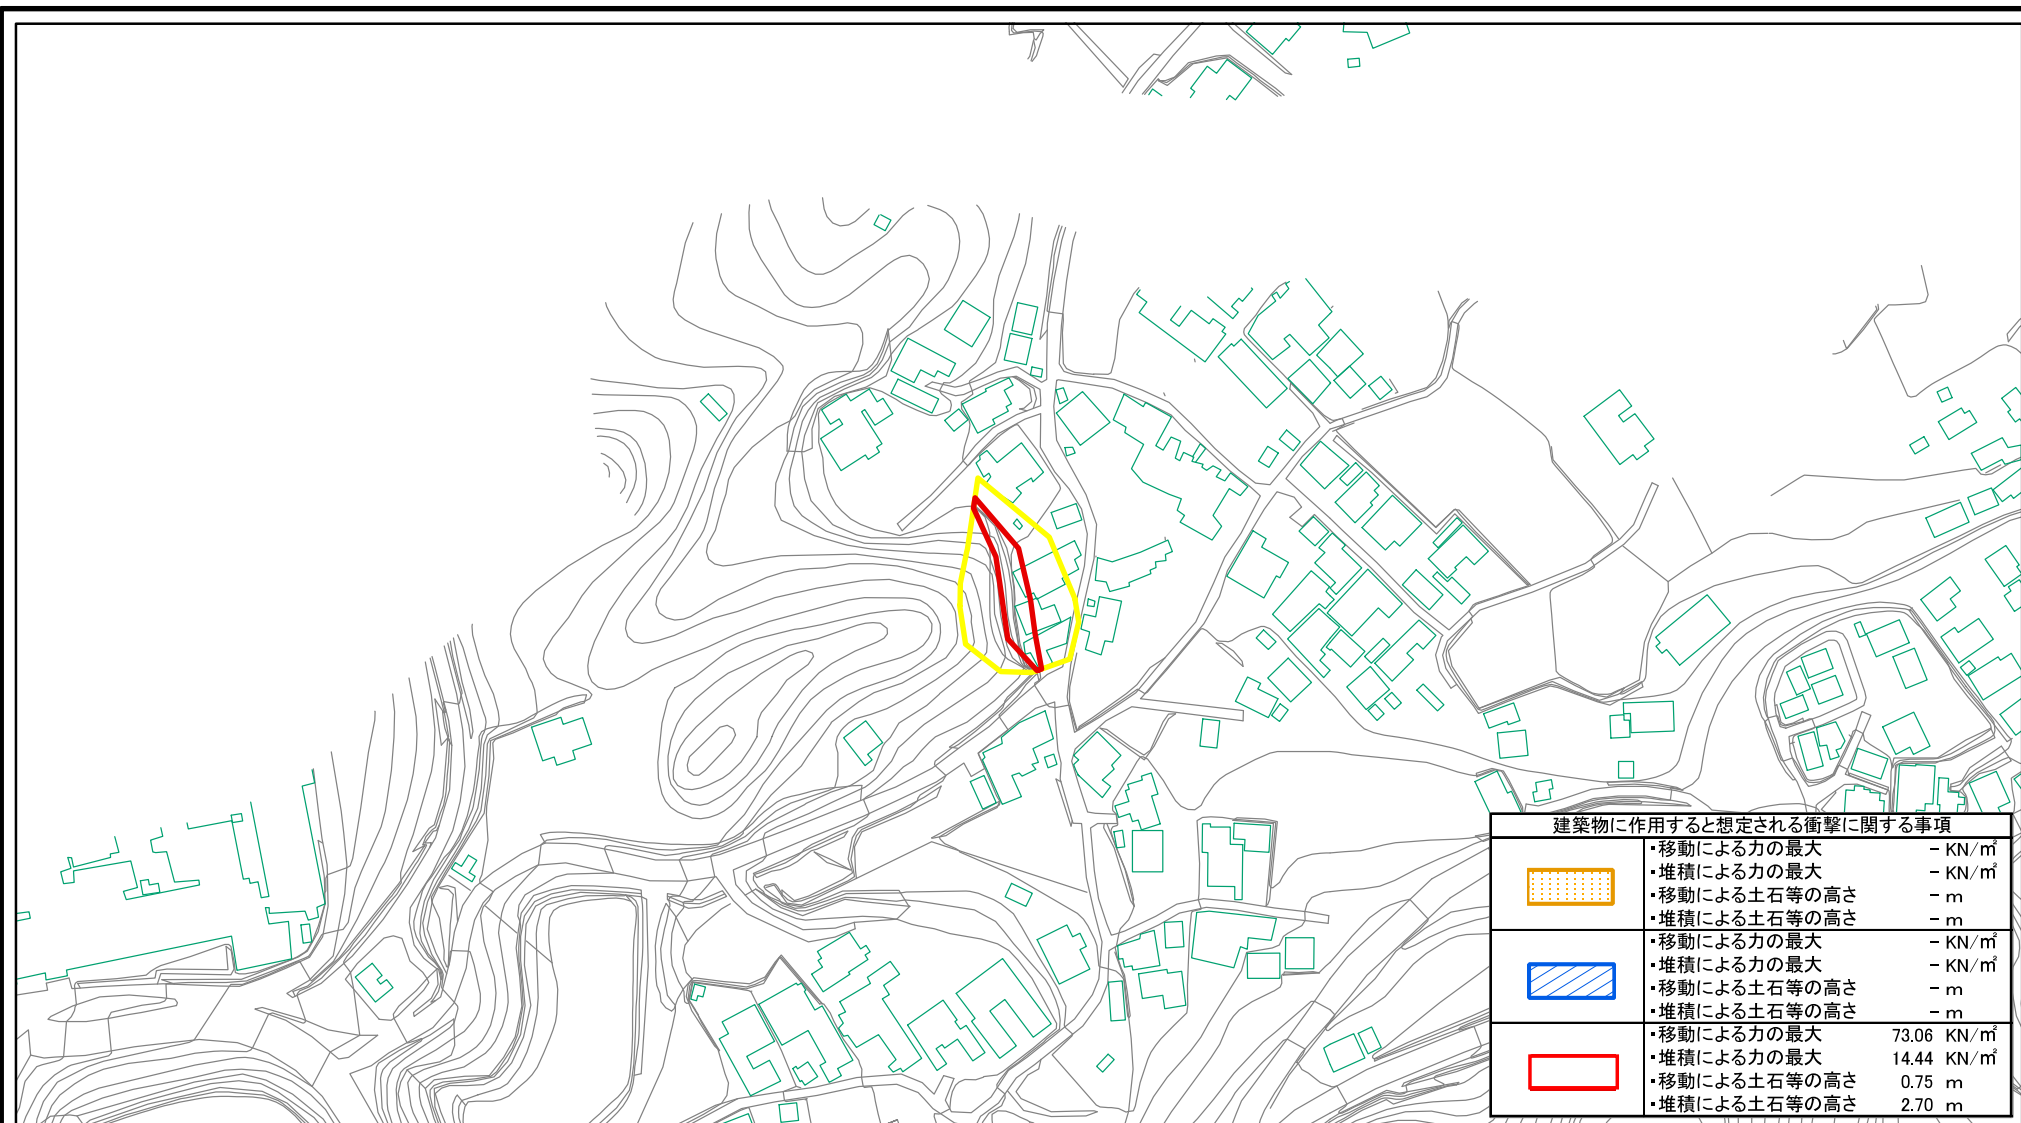 建築物に作用すると想定される衝撃に関する事項
・移動による力の最大 - KN/㎡
・堆積による力の最大 - KN/㎡
・移動による土石等の高さ - m
・堆積による土石等の高さ - m
・移動による力の最大 - KN/㎡
・堆積による力の最大 - KN/㎡
・移動による土石等の高さ - m
・堆積による土石等の高さ - m
・移動による力の最大 73.06 KN/㎡
・堆積による力の最大 14.44 KN/㎡
・移動による土石等の高さ 0.75 m
・堆積による土石等の高さ 2.70 m